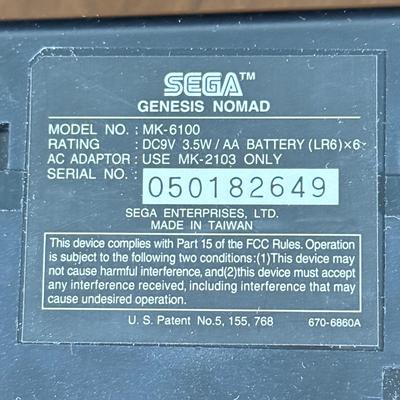 SEGA™
GENESIS NOMAD
MODEL NO. : MK-6100
RATING : DC9V 3.5W / AA BATTERY (LR6)×6
AC ADAPTOR : USE MK-2103 ONLY
SERIAL NO. : 050182649
SEGA ENTERPRISES, LTD.
MADE IN TAIWAN
This device complies with Part 15 of the FCC Rules. Operation
is subject to the following two conditions:(1)This device may
not cause harmful interference, and(2)this device must accept
any interference received, including interference that may
cause undesired operation.
U. S. Patent No.5, 155, 768 670-6860A